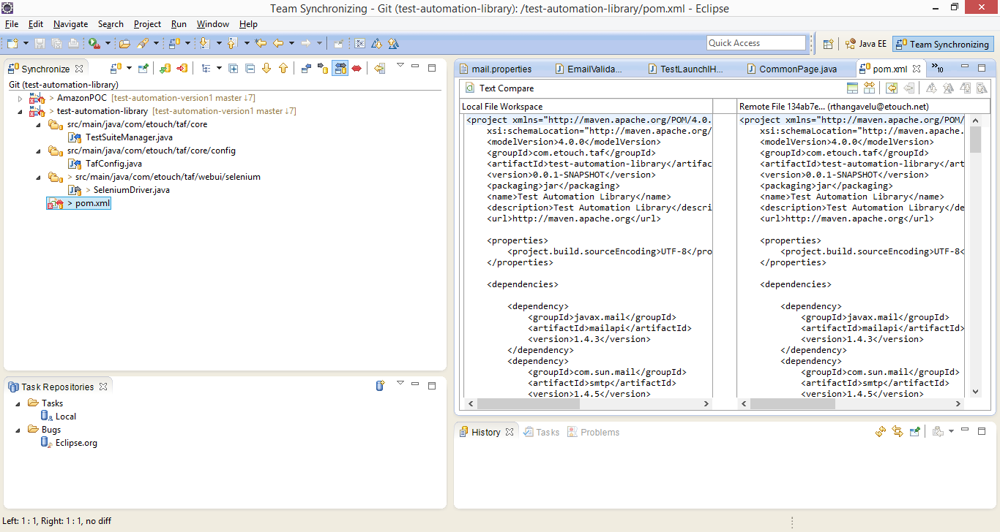 Team Synchronizing - Git (test-automation-library): /test-automation-library/pom.xml - Eclipse
File Edit Navigate Search Project Run Window Help
Quick Access
Java EE
Team Synchronizing
Synchronize
Git (test-automation-library)
> AmazonPOC [test-automation-version1 master ↓7]
> test-automation-library [test-automation-version1 master ↓7]
src/main/java/com/etouch/taf/core
TestSuiteManager.java
src/main/java/com/etouch/taf/core/config
TafConfig.java
> src/main/java/com/etouch/taf/webui/selenium
> SeleniumDriver.java
> pom.xml
Task Repositories
Tasks
Local
Bugs
Eclipse.org
mail.properties
EmailValida...
TestLaunchIH...
CommonPage.java
pom.xml
»10
Text Compare
Local File Workspace
<project xmlns="http://maven.apache.org/POM/4.0.
xsi:schemaLocation="http://maven.apache.org/
<modelVersion>4.0.0</modelVersion>
<groupId>com.etouch.taf</groupId>
<artifactId>test-automation-library</artifac
<version>0.0.1-SNAPSHOT</version>
<packaging>jar</packaging>
<name>Test Automation Library</name>
<description>Test Automation Library</descri
<url>http://maven.apache.org</url>
<properties>
<project.build.sourceEncoding>UTF-8</pro
</properties>
<dependencies>
<dependency>
<groupId>javax.mail</groupId>
<artifactId>mailapi</artifactId>
<version>1.4.3</version>
</dependency>
<dependency>
<groupId>com.sun.mail</groupId>
<artifactId>smtp</artifactId>
<version>1.4.5</version>
Remote File 134ab7e... (rthangavelu@etouch.net)
<project xmlns="http://maven.apache.org/POM/
xsi:schemaLocation="http://maven.apache.
<modelVersion>4.0.0</modelVersion>
<groupId>com.etouch.taf</groupId>
<artifactId>test-automation-library</art
<version>0.0.1-SNAPSHOT</version>
<packaging>jar</packaging>
<name>Test Automation Library</name>
<description>Test Automation Library</de
<url>http://maven.apache.org</url>
<properties>
<project.build.sourceEncoding>UTF-8<
</properties>
<dependencies>
<dependency>
<groupId>javax.mail</groupId>
<artifactId>mailapi</artifactId>
<version>1.4.3</version>
</dependency>
<dependency>
<groupId>com.sun.mail</groupId>
<artifactId>smtp</artifactId>
<version>1.4.5</version>
History
Tasks
Problems
Left: 1 : 1, Right: 1 : 1, no diff